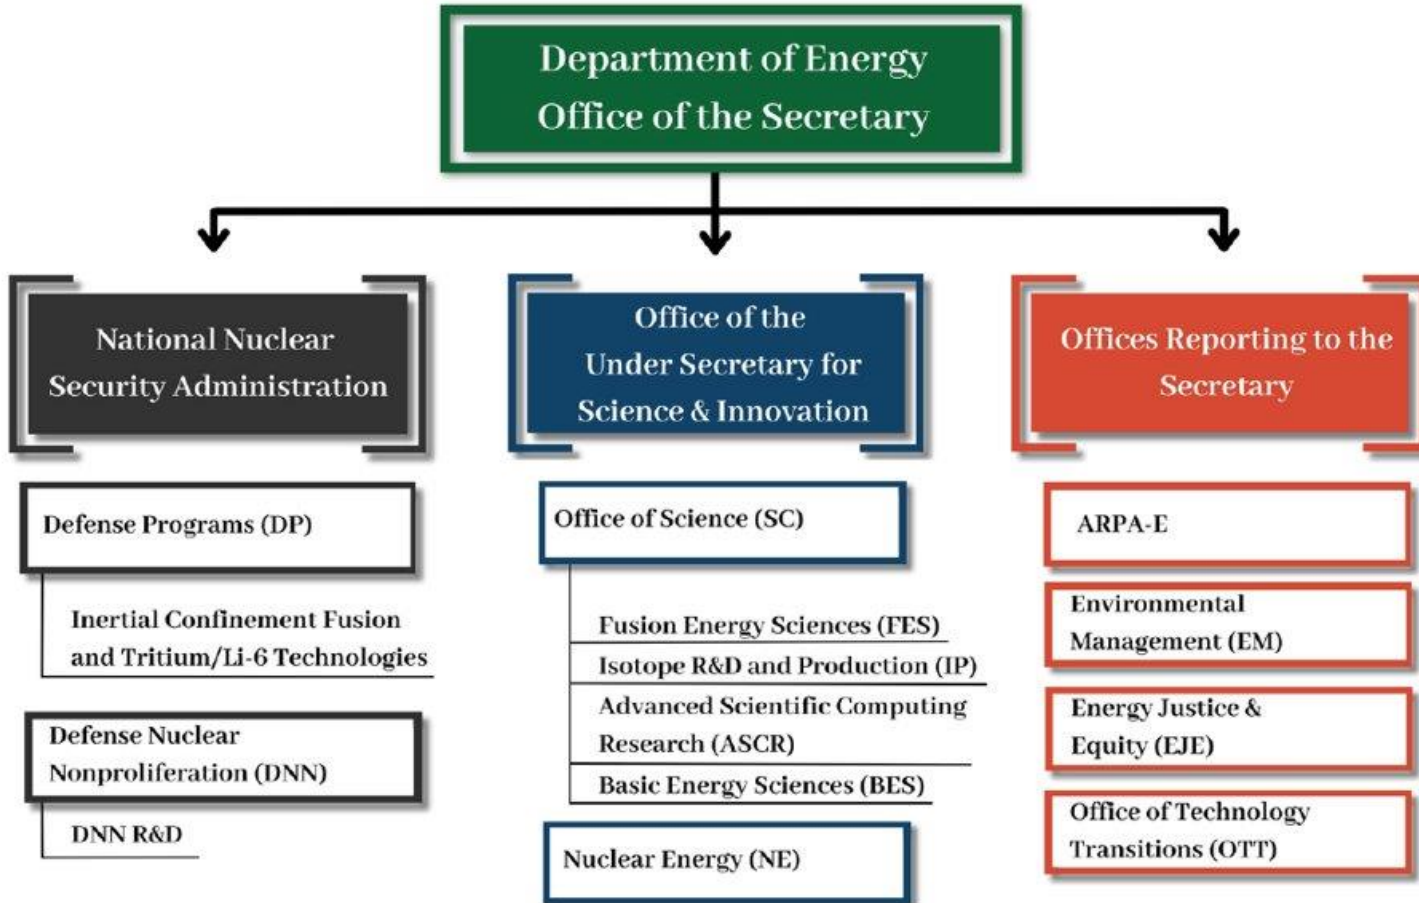 Department of Energy
Office of the Secretary
National Nuclear
Security Administration
Defense Programs (DP)
Inertial Confinement Fusion
and Tritium/Li-6 Technologies
Defense Nuclear
Nonproliferation (DNN)
DNN R&D
Office of the
Under Secretary for
Science & Innovation
Office of Science (SC)
Fusion Energy Sciences (FES)
Isotope R&D and Production (IP)
Advanced Scientific Computing
Research (ASCR)
Basic Energy Sciences (BES)
Nuclear Energy (NE)
Offices Reporting to the
Secretary
ARPA-E
Environmental
Management (EM)
Energy Justice &
Equity (EJE)
Office of Technology
Transitions (OTT)